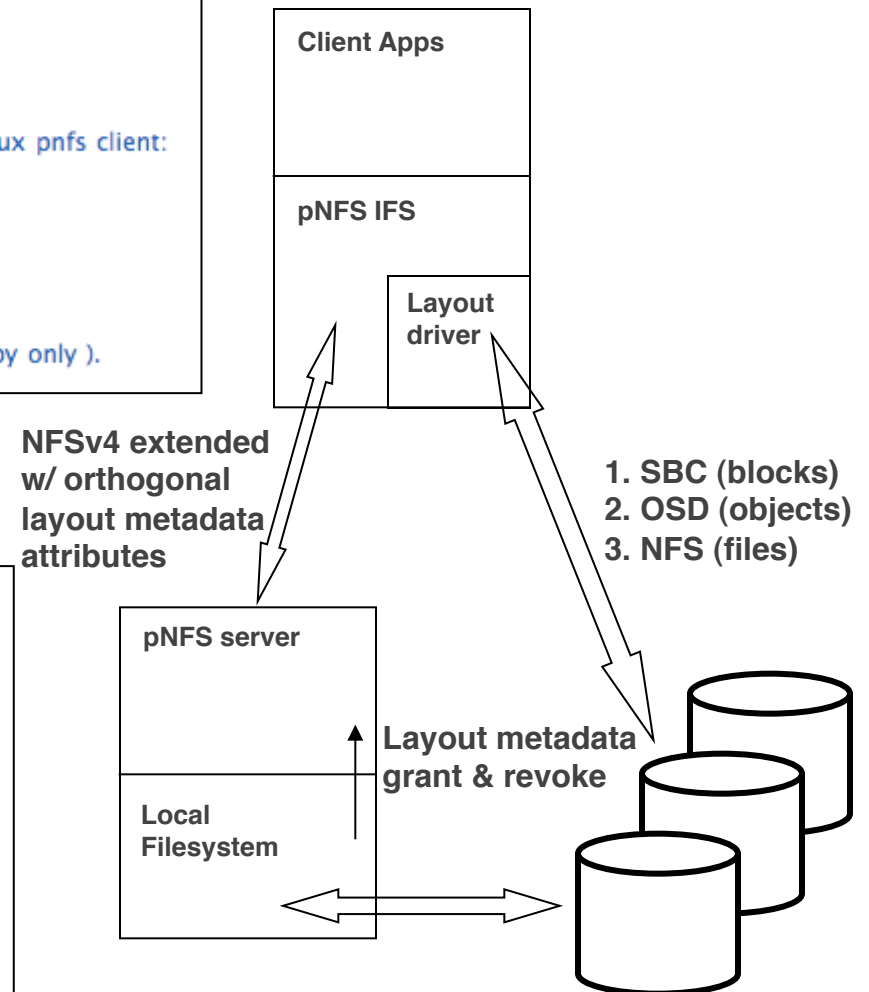 Client Apps
ux pnfs client:
pNFS IFS
Layout
driver
by only ).
NFSv4 extended
w/ orthogonal
layout metadata
attributes
1. SBC (blocks)
2. OSD (objects)
3. NFS (files)
pNFS server
Layout metadata
grant & revoke
Local
Filesystem